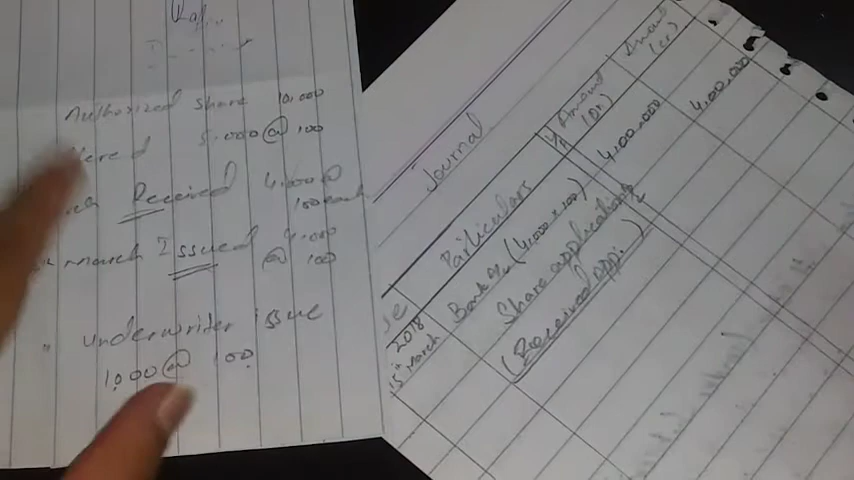 Authorized share 10,000
5,000 @ 100
Received 4,000 @
100 each
March Issued 4,000
@ 100
" underwriter issue
1,000 @ 100
Journal
Particulars
Amount
(Dr)
Amount
(cr)
2018
15th March
Bank a/c (4,000 x 100)
4,00,000
Share application a/c
4,00,000
(Received appl.)